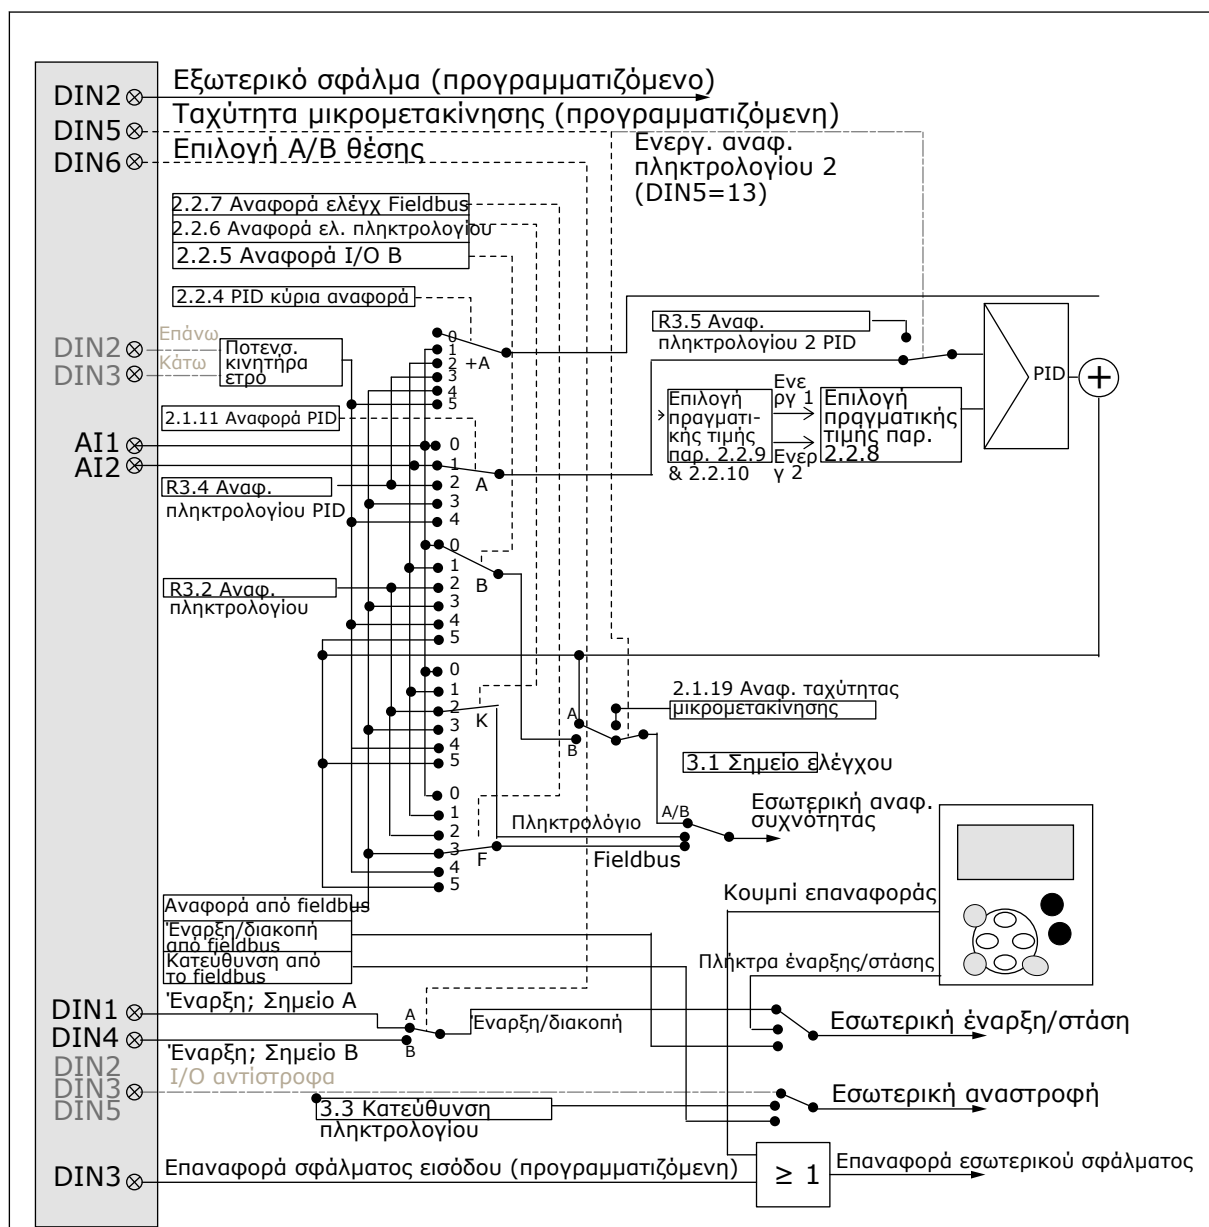 DIN2
Εξωτερικό σφάλμα (προγραμματιζόμενο)
DIN5
Ταχύτητα μικρομετακίνησης (προγραμματιζόμενη)
DIN6
Επιλογή Α/Β θέσης
Ενεργ. αναφ.
πληκτρολογίου 2
(DIN5=13)
2.2.7 Αναφορά ελέγχ Fieldbus
2.2.6 Αναφορά ελ. πληκτρολογίου
2.2.5 Αναφορά I/O B
2.2.4 PID κύρια αναφορά
R3.5 Αναφ.
πληκτρολογίου 2 PID
DIN2
Επάνω
DIN3
Κάτω
Ποτενσ.
κινητήρα
ετρο
0
1
2
3
4
5
+A
PID
+
Επιλογή
πραγματι-
κής τιμής
παρ. 2.2.9
& 2.2.10
Ενε
ργ 1
Ενερ
γ 2
Επιλογή
πραγματικής
τιμής παρ.
2.2.8
2.1.11 Αναφορά PID
AI1
AI2
0
1
2
3
4
A
R3.4 Αναφ.
πληκτρολογίου PID
0
1
2
3
4
5
B
R3.2 Αναφ.
πληκτρολογίου
0
1
2
3
4
5
K
A
B
2.1.19 Αναφ. ταχύτητας
μικρομετακίνησης
3.1 Σημείο ελέγχου
0
1
2
3
4
5
F
Πληκτρολόγιο
Fieldbus
A/B
Εσωτερική αναφ.
συχνότητας
Αναφορά από fieldbus
Έναρξη/διακοπή
από fieldbus
Κατεύθυνση από
το fieldbus
Κουμπί επαναφοράς
Πλήκτρα έναρξης/στάσης
DIN1
Έναρξη; Σημείο Α
DIN4
Έναρξη; Σημείο Β
A
B
Έναρξη/διακοπή
Εσωτερική έναρξη/στάση
DIN2
DIN3
DIN5
I/O αντίστροφα
3.3 Κατεύθυνση
πληκτρολογίου
Εσωτερική αναστροφή
DIN3
Επαναφορά σφάλματος εισόδου (προγραμματιζόμενη)
≥ 1
Επαναφορά εσωτερικού σφάλματος